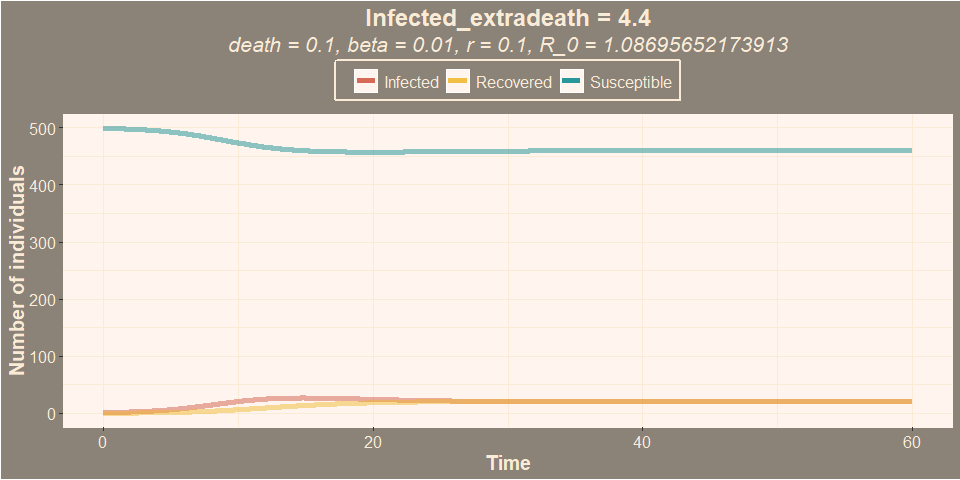 Infected_extradeath = 4.4
death = 0.1, beta = 0.01, r = 0.1, R_0 = 1.08695652173913
Infected Recovered Susceptible
Number of individuals
500
400
300
200
100
0
0 20 40 60
Time